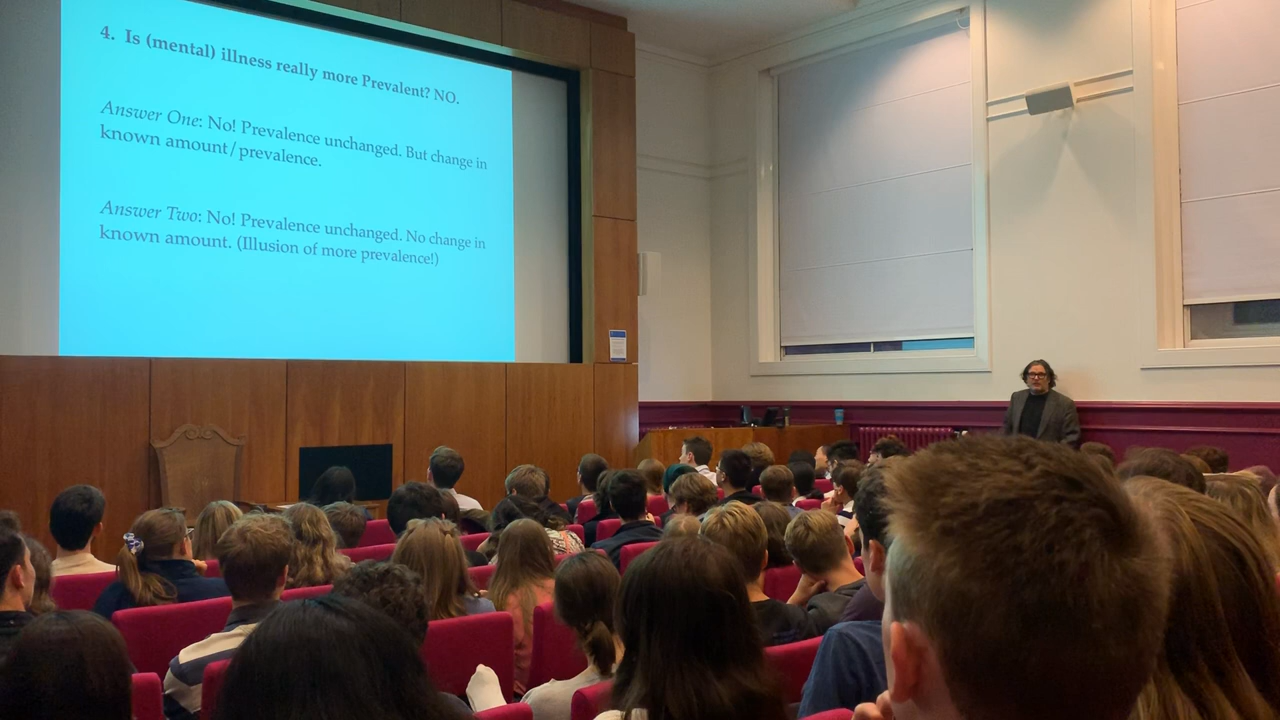 4. Is (mental) illness really more Prevalent? NO.
Answer One: No! Prevalence unchanged. But change in
known amount/prevalence.
Answer Two: No! Prevalence unchanged. No change in
known amount. (Illusion of more prevalence!)